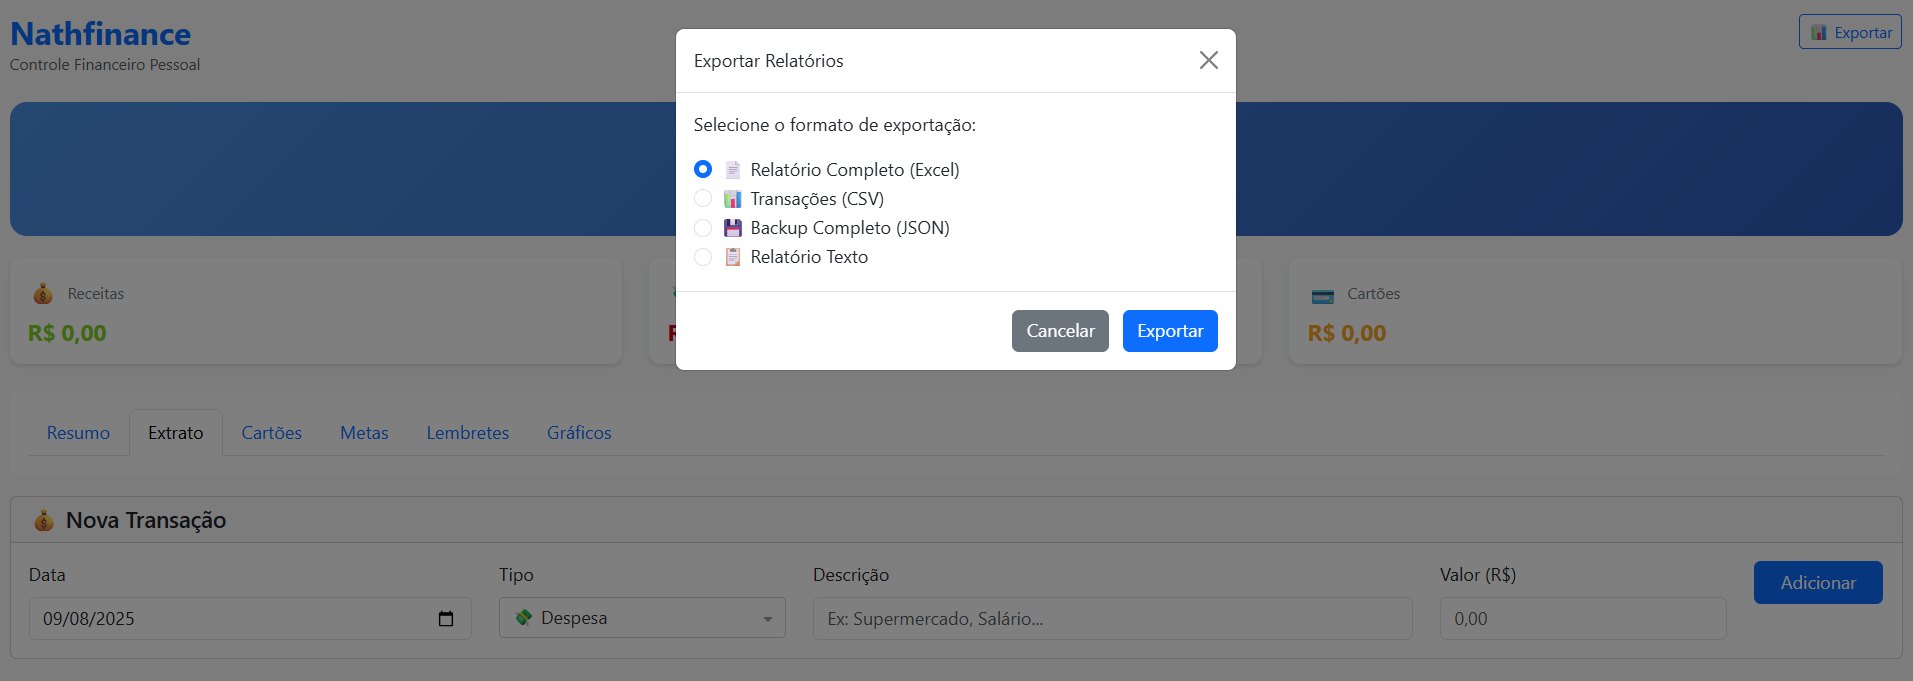 Nathfinance
Controle Financeiro Pessoal
Exportar
Exportar Relatórios
Selecione o formato de exportação:
Relatório Completo (Excel)
Transações (CSV)
Backup Completo (JSON)
Relatório Texto
Cancelar Exportar
Receitas
R$ 0,00
Cartões
R$ 0,00
Resumo Extrato Cartões Metas Lembretes Gráficos
Nova Transação
Data Tipo Descrição Valor (R$)
09/08/2025 Despesa Ex: Supermercado, Salário... 0,00 Adicionar